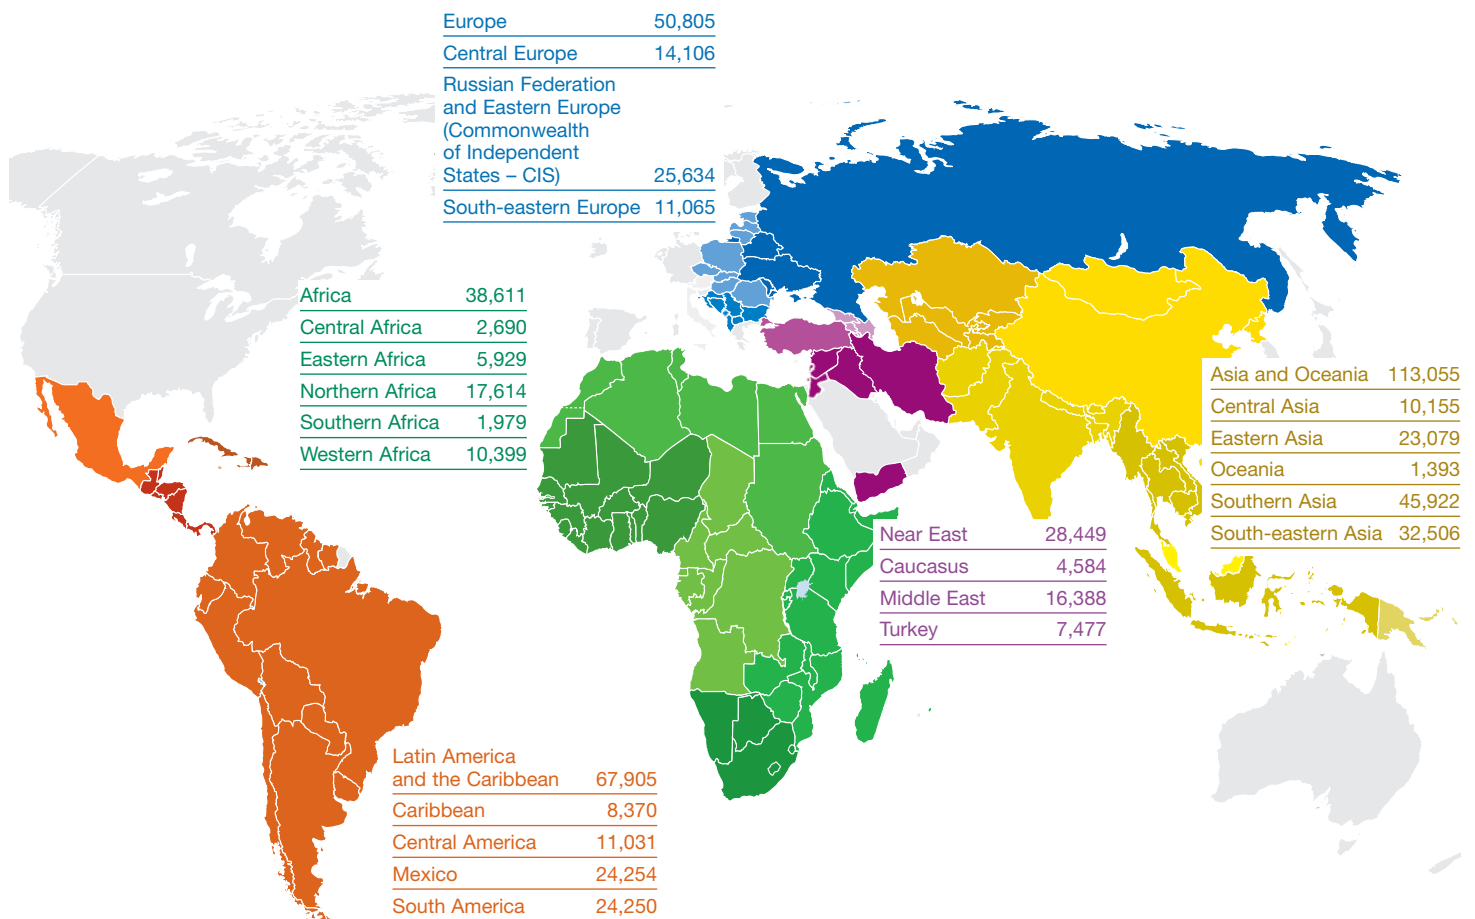 Europe 50,805
Central Europe 14,106
Russian Federation
and Eastern Europe
(Commonwealth
of Independent
States – CIS) 25,634
South-eastern Europe 11,065
Africa 38,611
Central Africa 2,690
Eastern Africa 5,929
Northern Africa 17,614
Southern Africa 1,979
Western Africa 10,399
Asia and Oceania 113,055
Central Asia 10,155
Eastern Asia 23,079
Oceania 1,393
Southern Asia 45,922
South-eastern Asia 32,506
Near East 28,449
Caucasus 4,584
Middle East 16,388
Turkey 7,477
Latin America
and the Caribbean 67,905
Caribbean 8,370
Central America 11,031
Mexico 24,254
South America 24,250